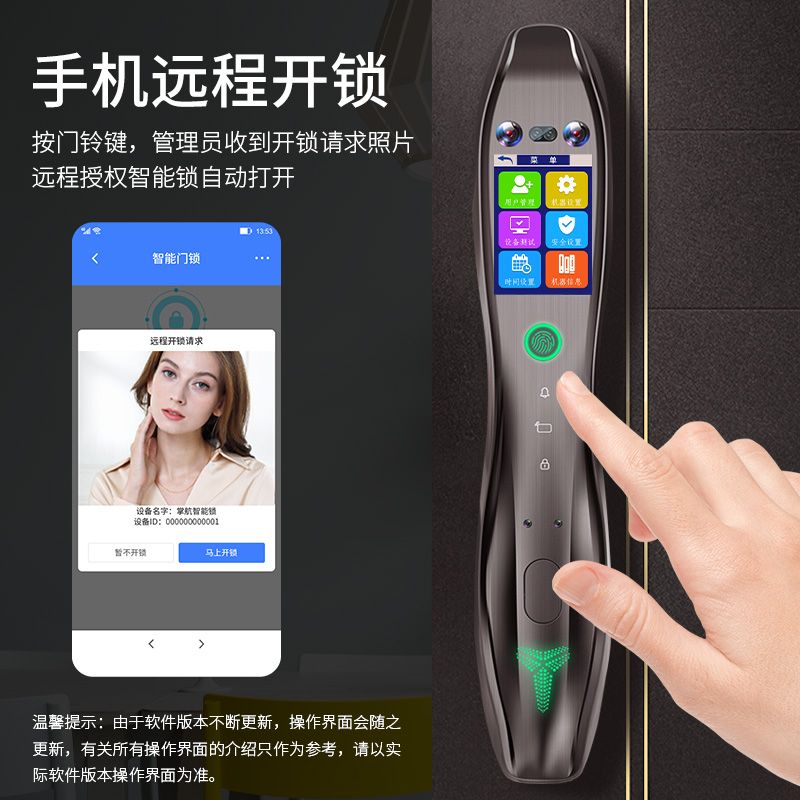 手机远程开锁
按门铃键，管理员收到开锁请求照片
远程授权智能锁自动打开
13:53
智能门锁
远程开锁请求
设备名字：掌航智能锁
设备ID：000000000001
暂不开锁
马上开锁
菜 单
用户管理
机器设置
设备测试
安全设置
时间设置
机器信息
温馨提示：由于软件版本不断更新，操作界面会随之
更新，有关所有操作界面的介绍只作为参考，请以实
际软件版本操作界面为准。